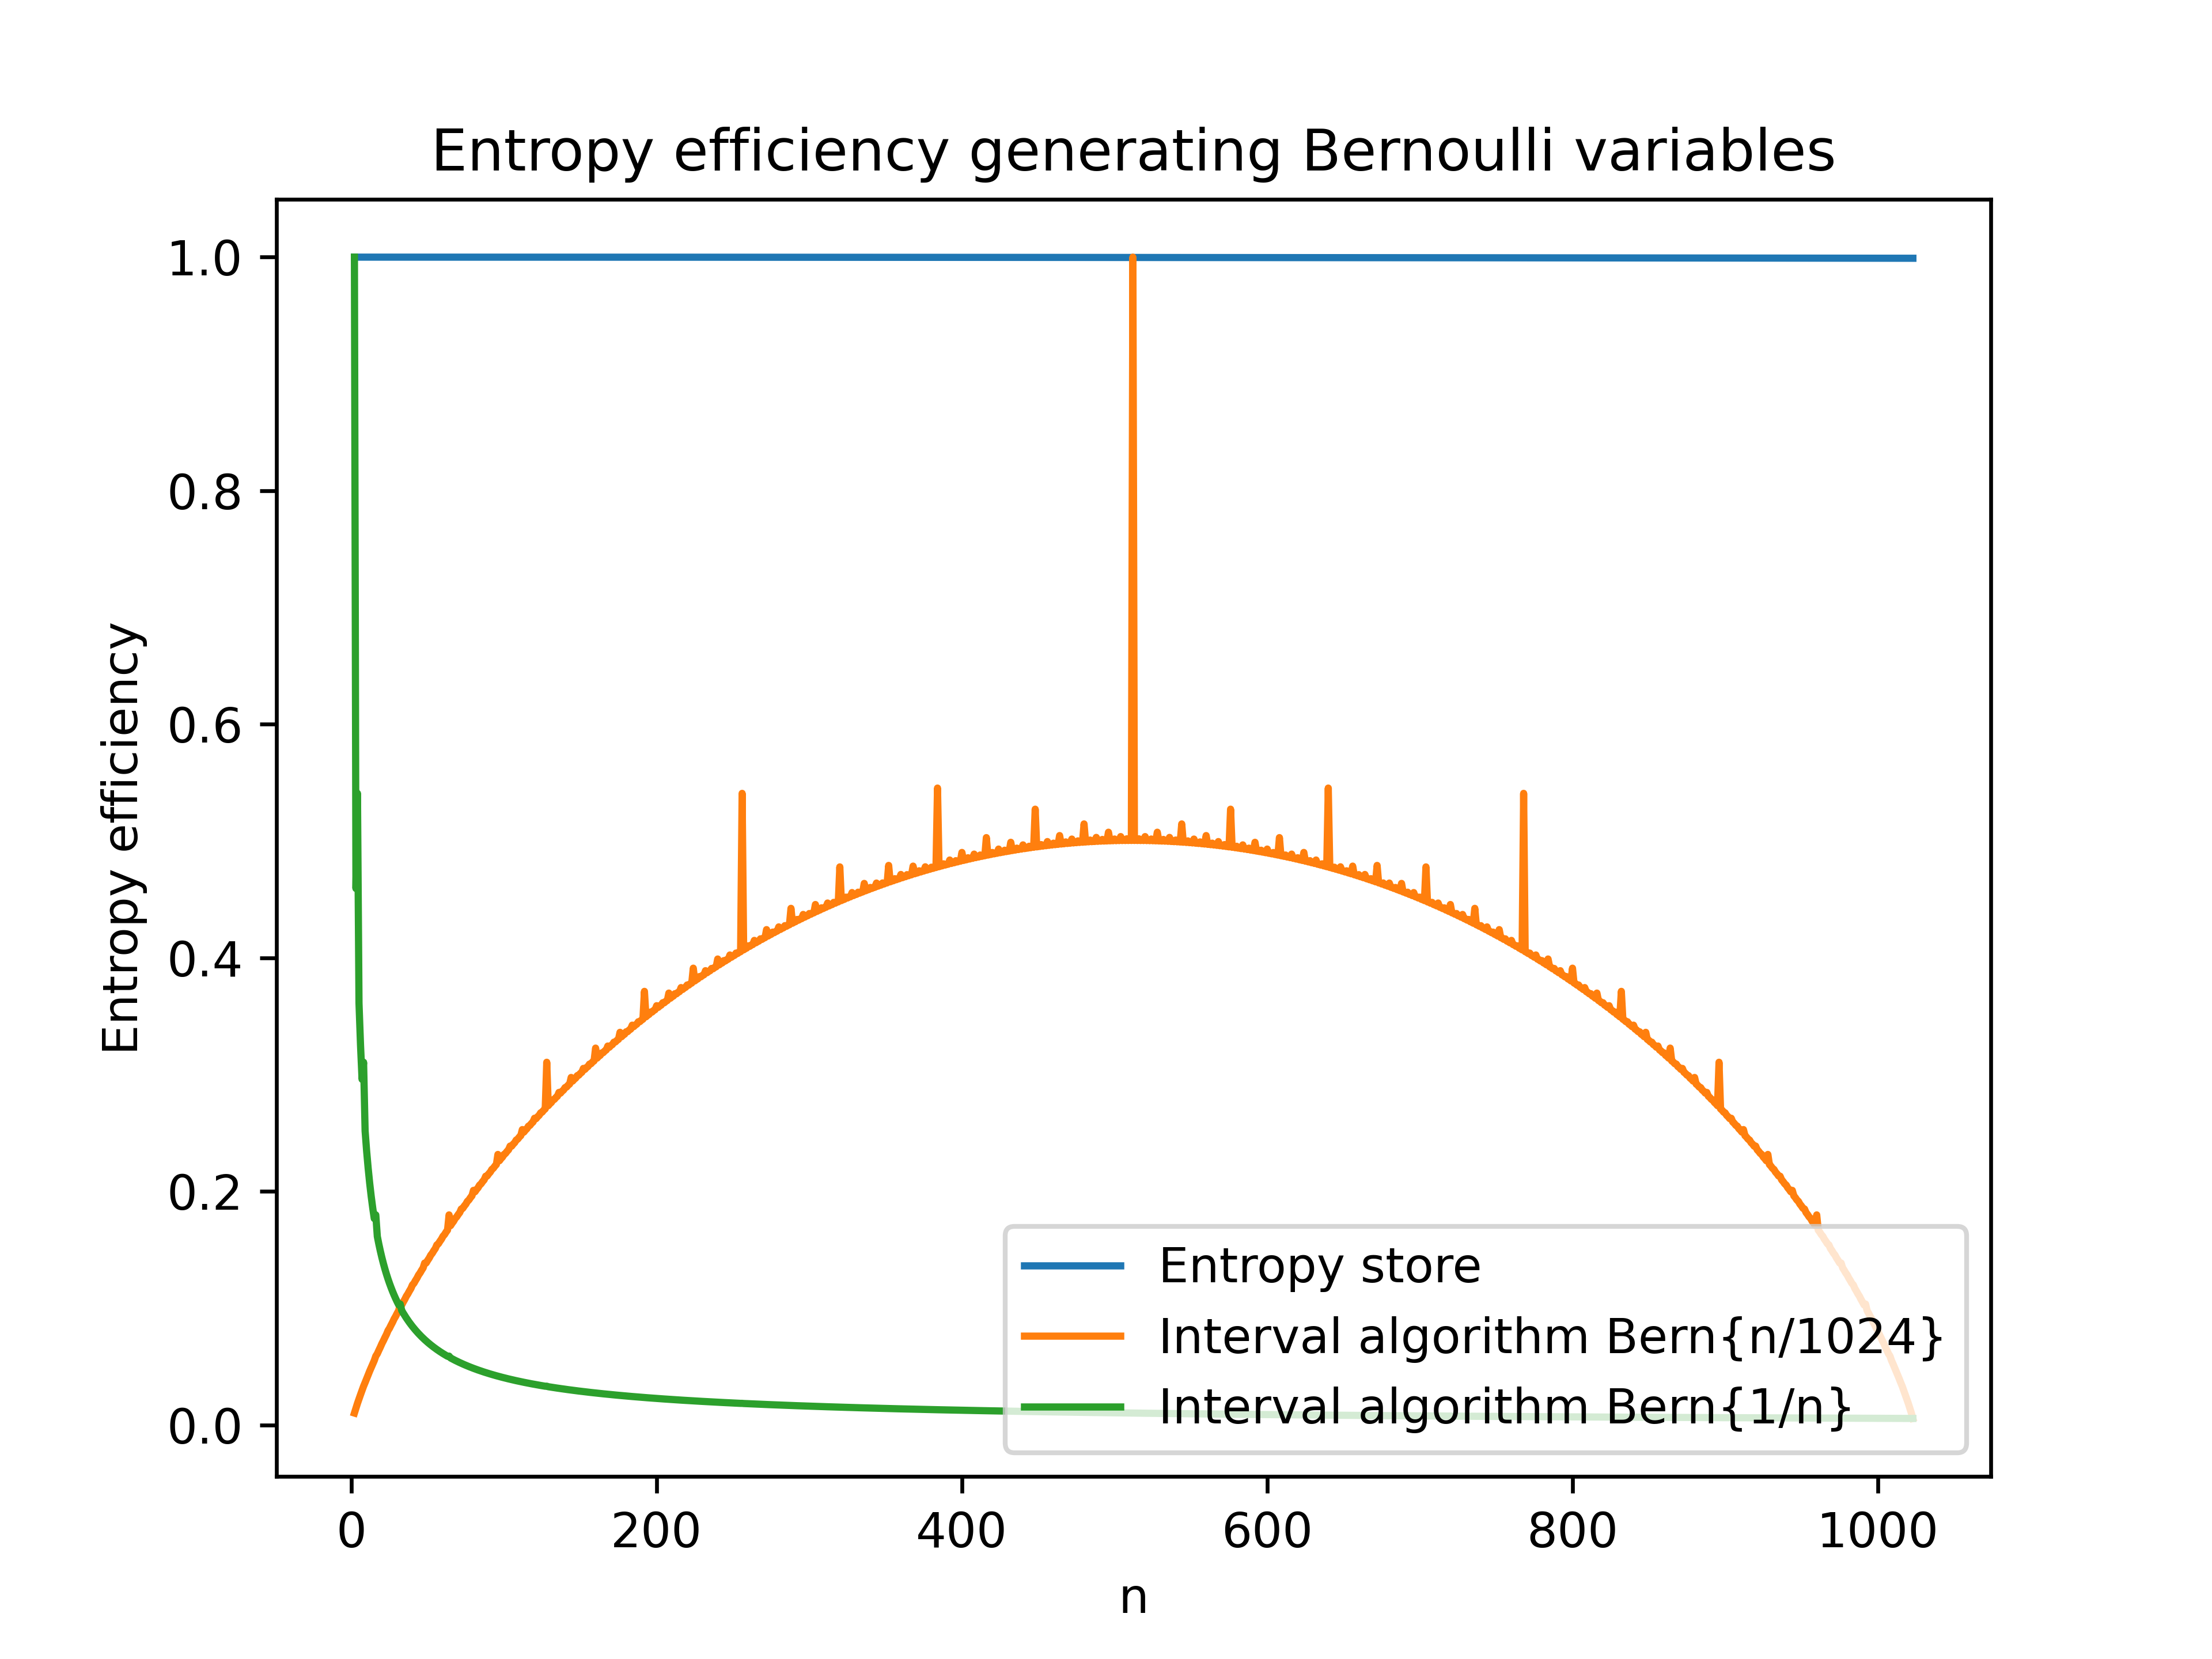 Entropy efficiency generating Bernoulli variables
1.0
0.8
0.6
0.4
0.2
0.0
Entropy efficiency
Entropy store
Interval algorithm Bern{n/1024}
Interval algorithm Bern{1/n}
0 200 400 600 800 1000
n